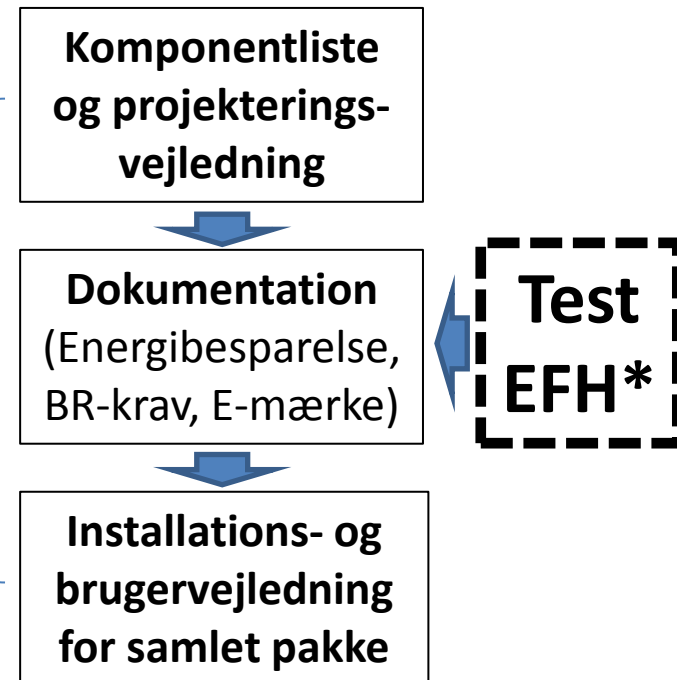 Komponentliste
og projekterings-
vejledning
Dokumentation
(Energibesparelse,
BR-krav, E-mærke)
Test
EFH*
Installations- og
brugervejledning
for samlet pakke